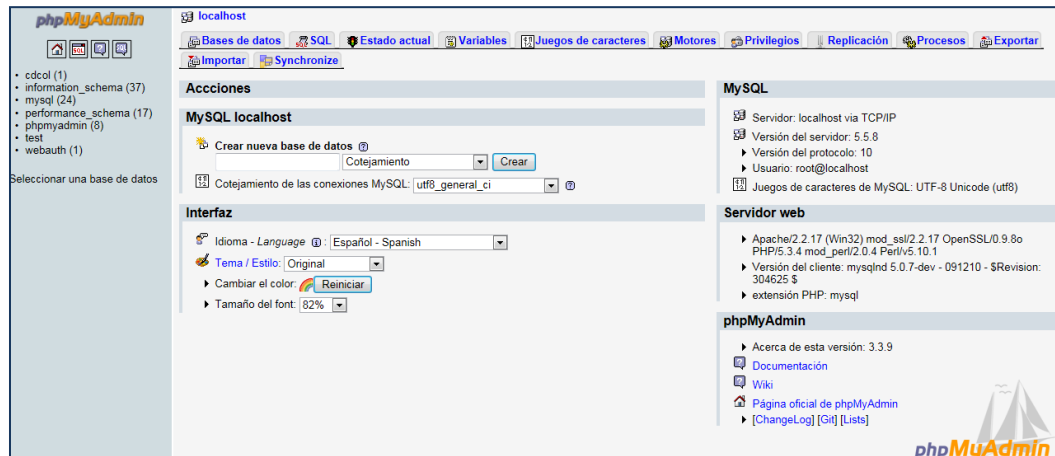 phpMyAdmin
cdcol (1)
information_schema (37)
mysql (24)
performance_schema (17)
phpmyadmin (8)
test
webauth (1)
Seleccionar una base de datos
localhost
Bases de datos SQL Estado actual Variables Juegos de caracteres Motores Privilegios Replicación Procesos Exportar
Importar Synchronize
Accciones
MySQL localhost
Crear nueva base de datos
Cotejamiento Crear
Cotejamiento de las conexiones MySQL: utf8_general_ci
Interfaz
Idioma - Language : Español - Spanish
Tema / Estilo: Original
Cambiar el color: Reiniciar
Tamaño del font: 82%
MySQL
Servidor: localhost via TCP/IP
Versión del servidor: 5.5.8
Versión del protocolo: 10
Usuario: root@localhost
Juegos de caracteres de MySQL: UTF-8 Unicode (utf8)
Servidor web
Apache/2.2.17 (Win32) mod_ssl/2.2.17 OpenSSL/0.9.8o
PHP/5.3.4 mod_perl/2.0.4 Perl/v5.10.1
Versión del cliente: mysqlnd 5.0.7-dev - 091210 - $Revision:
304625 $
extensión PHP: mysql
phpMyAdmin
Acerca de esta versión: 3.3.9
Documentación
Wiki
Página oficial de phpMyAdmin
[ChangeLog] [Git] [Lists]
phpMyAdmin